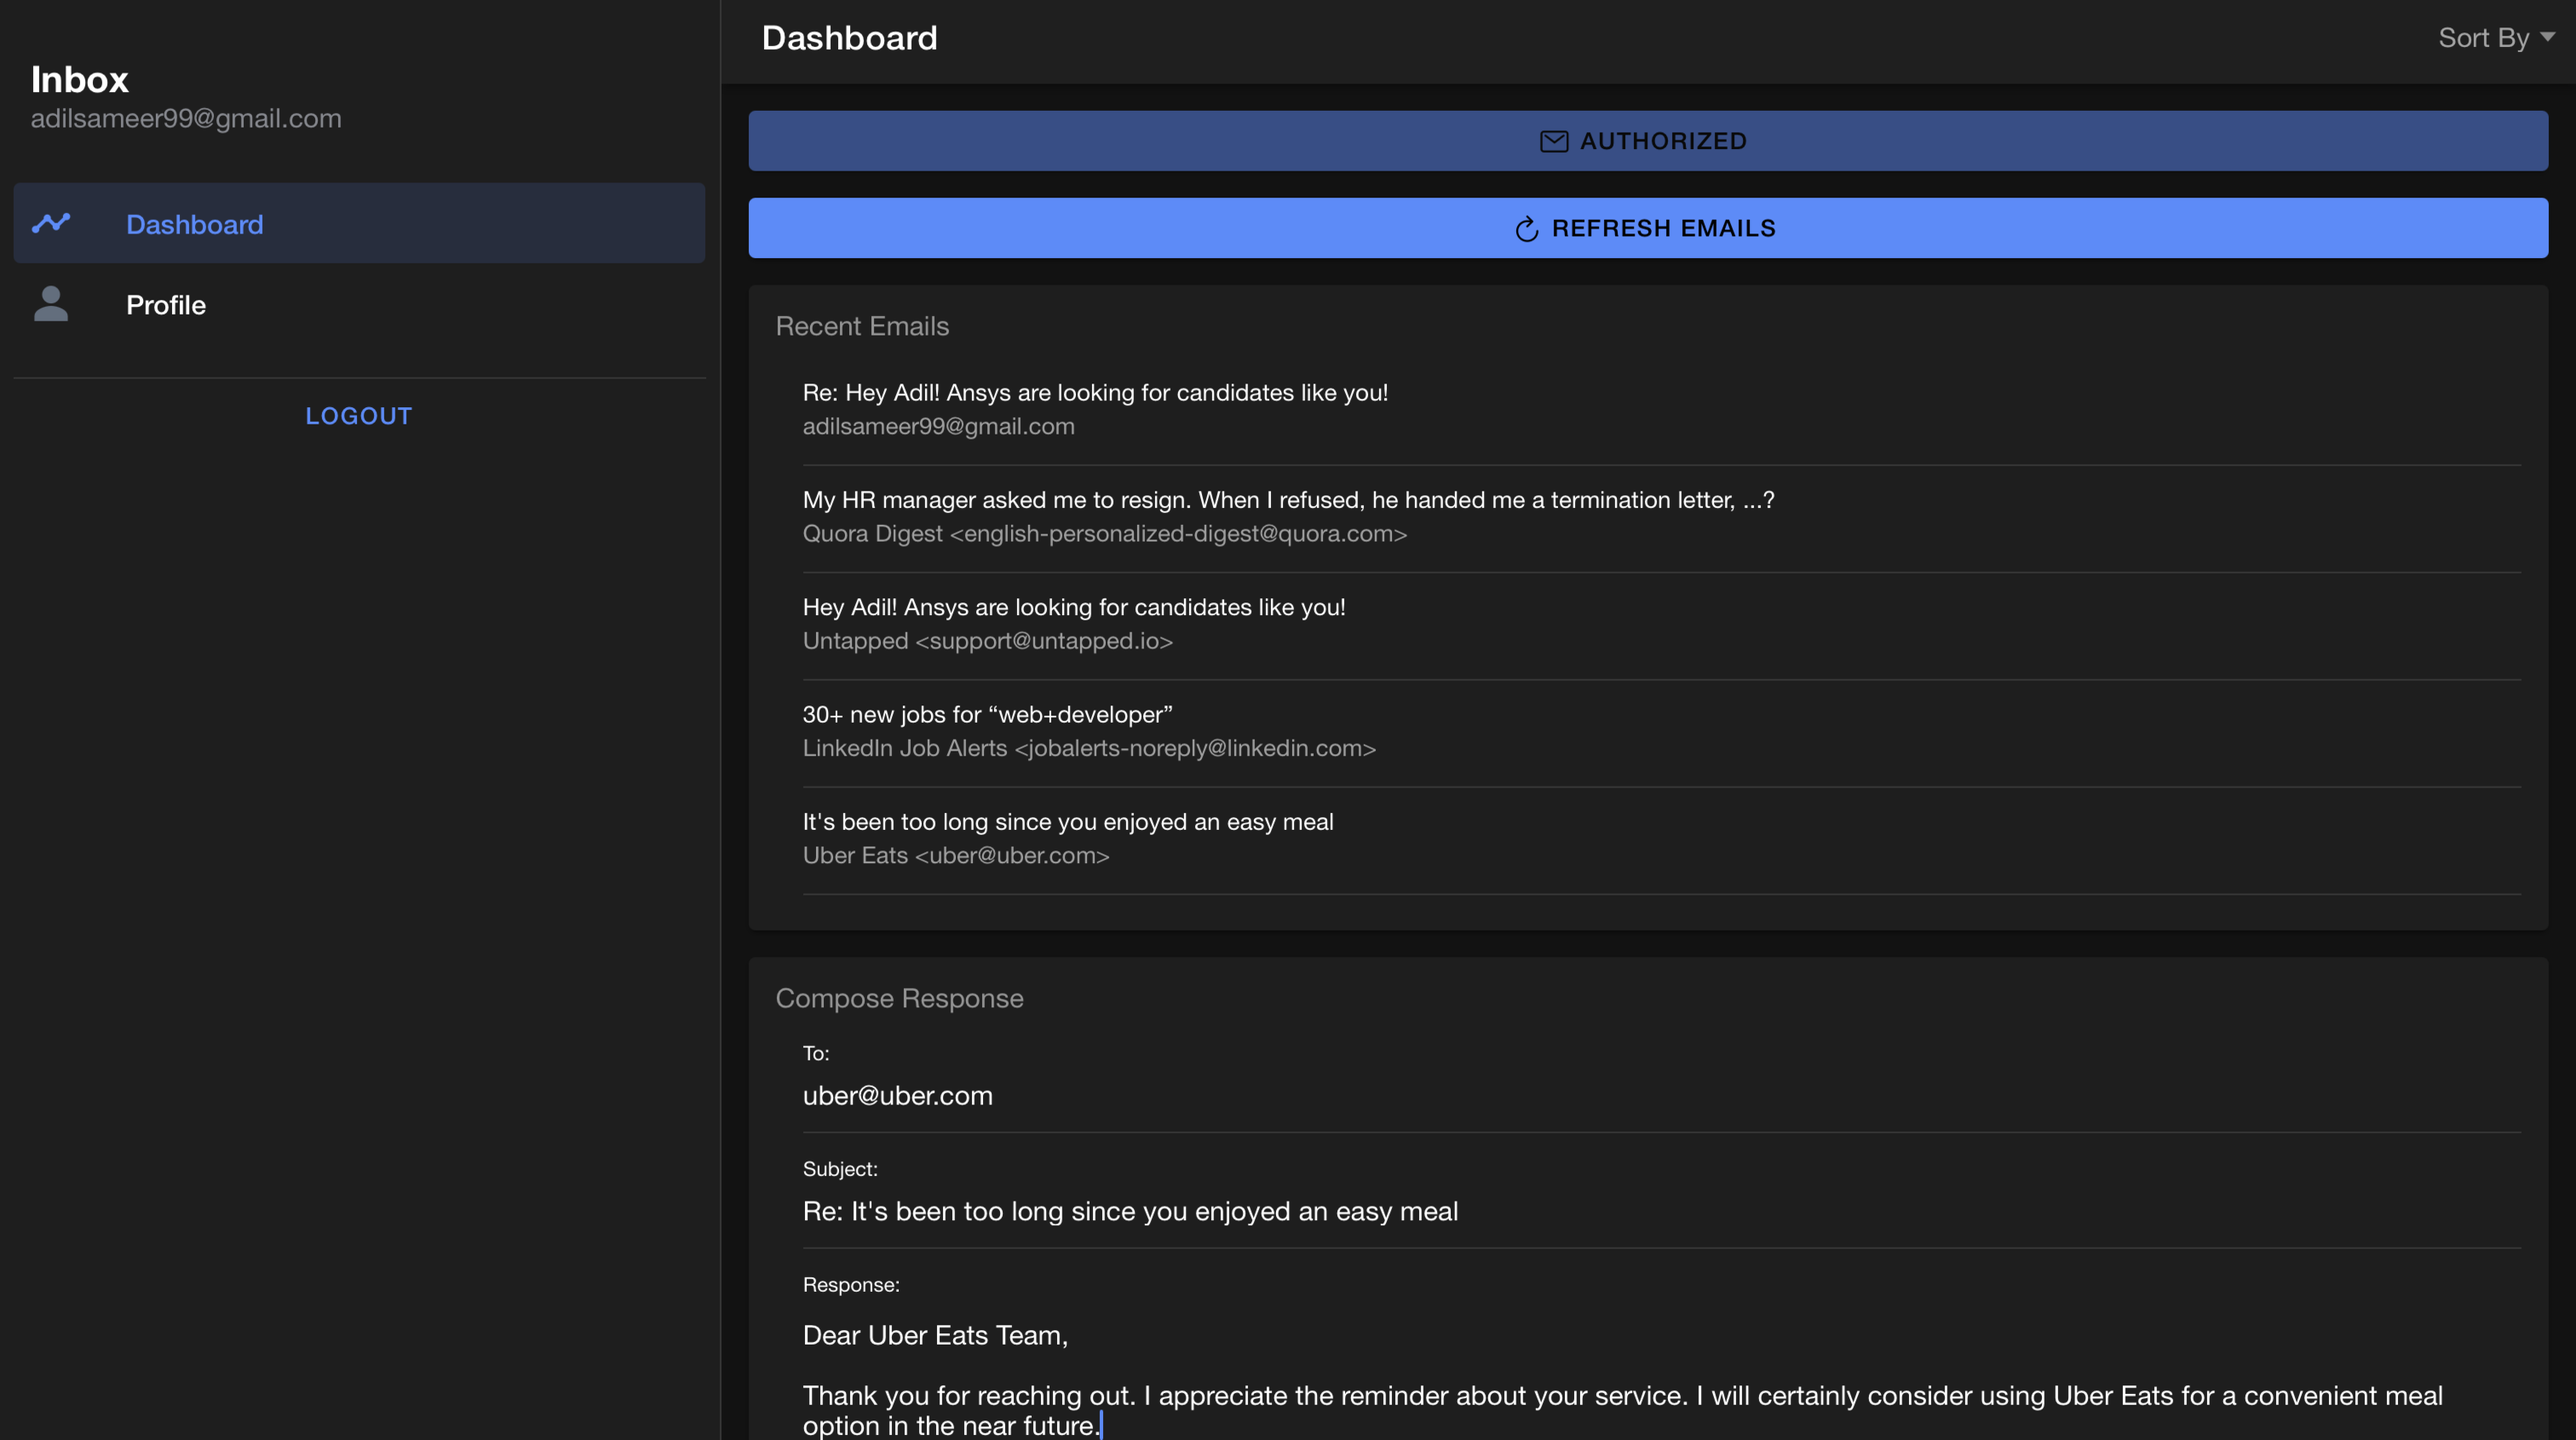 Inbox
adilsameer99@gmail.com
Dashboard
Profile
LOGOUT
Dashboard
Sort By
AUTHORIZED
REFRESH EMAILS
Recent Emails
Re: Hey Adil! Ansys are looking for candidates like you!
adilsameer99@gmail.com
My HR manager asked me to resign. When I refused, he handed me a termination letter, ...?
Quora Digest <english-personalized-digest@quora.com>
Hey Adil! Ansys are looking for candidates like you!
Untapped <support@untapped.io>
30+ new jobs for “web+developer”
LinkedIn Job Alerts <jobalerts-noreply@linkedin.com>
It's been too long since you enjoyed an easy meal
Uber Eats <uber@uber.com>
Compose Response
To:
uber@uber.com
Subject:
Re: It's been too long since you enjoyed an easy meal
Response:
Dear Uber Eats Team,
Thank you for reaching out. I appreciate the reminder about your service. I will certainly consider using Uber Eats for a convenient meal
option in the near future.